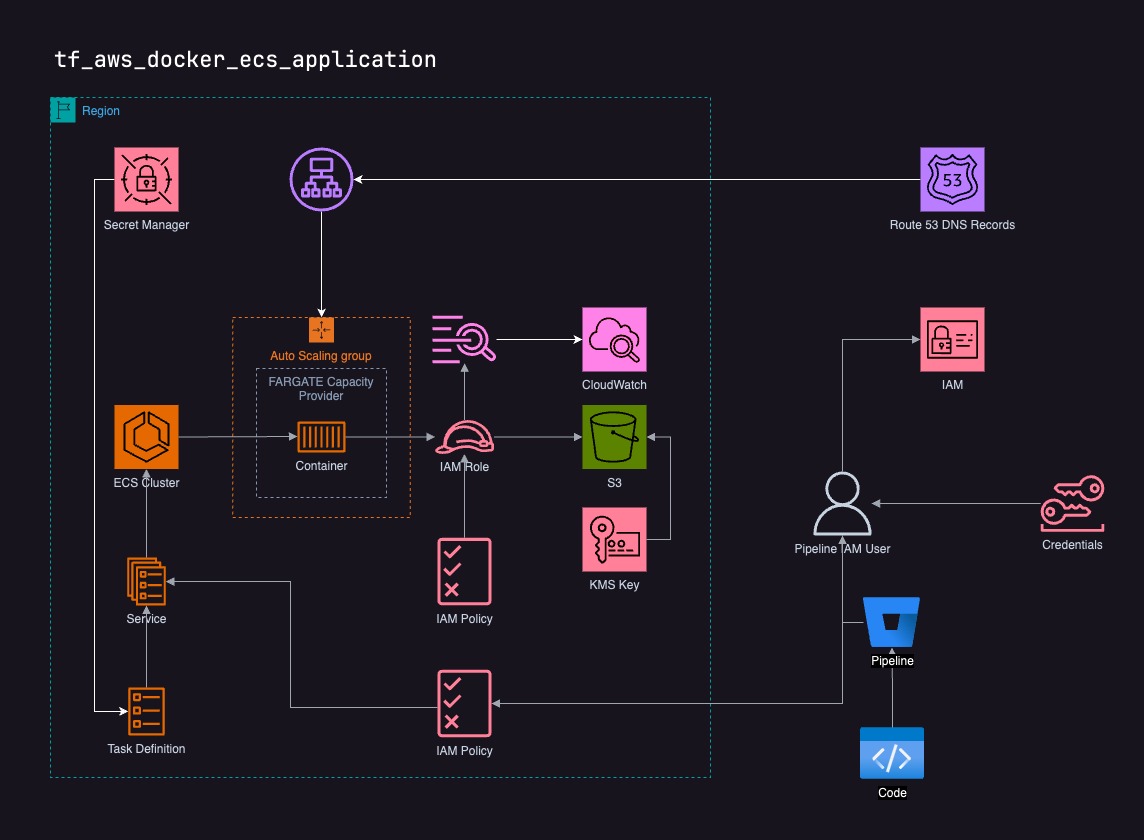 tf_aws_docker_ecs_application
Region
Secret Manager
53
Route 53 DNS Records
Auto Scaling group
FARGATE Capacity
Provider
Container
CloudWatch
IAM
ECS Cluster
IAM Role
S3
KMS Key
Pipeline IAM User
Credentials
Service
IAM Policy
Pipeline
Task Definition
IAM Policy
Code